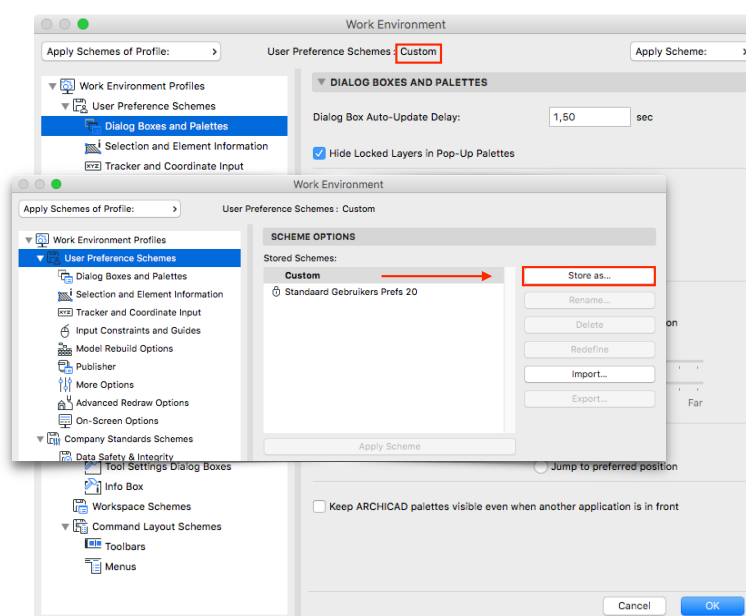 Work Environment
Apply Schemes of Profile: >
User Preference Schemes : Custom
Apply Scheme:
Work Environment Profiles
User Preference Schemes
Dialog Boxes and Palettes
Selection and Element Information
XYZ Tracker and Coordinate Input
DIALOG BOXES AND PALETTES
Dialog Box Auto-Update Delay: 1,50 sec
Hide Locked Layers in Pop-Up Palettes
Work Environment
Apply Schemes of Profile: >
User Preference Schemes : Custom
Work Environment Profiles
User Preference Schemes
Dialog Boxes and Palettes
Selection and Element Information
XYZ Tracker and Coordinate Input
Input Constraints and Guides
Model Rebuild Options
Publisher
More Options
Advanced Redraw Options
On-Screen Options
Company Standards Schemes
Data Safety & Integrity
SCHEME OPTIONS
Stored Schemes:
Custom
Standaard Gebruikers Prefs 20
Store as...
Rename...
Delete
Redefine
Import...
Export...
Apply Scheme
on
Far
Tool Settings Dialog Boxes
Info Box
Workspace Schemes
Command Layout Schemes
Toolbars
Menus
Jump to preferred position
Keep ARCHICAD palettes visible even when another application is in front
Cancel
OK